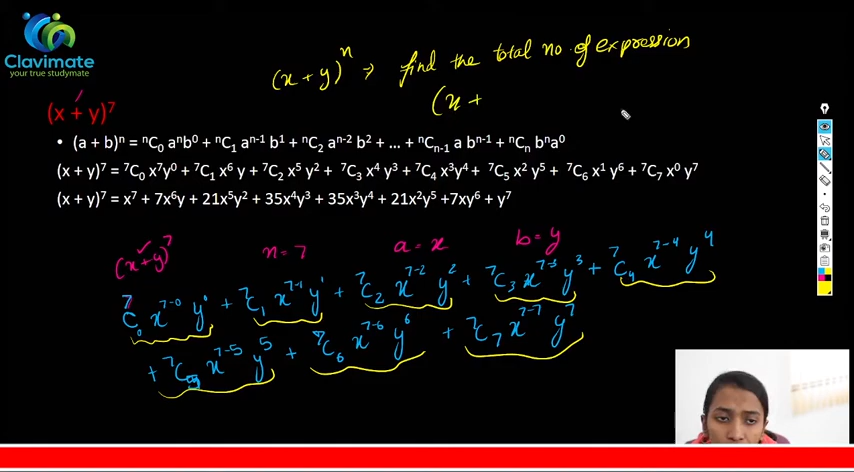 Clavimate
your true studymate
(x + y)ⁿ ⇒ find the total no. of expression
(x +
(x + y)⁷
• (a + b)ⁿ = ⁿC₀ aⁿb⁰ + ⁿC₁ aⁿ⁻¹ b¹ + ⁿC₂ aⁿ⁻² b² + ... + ⁿCₙ₋₁ a bⁿ⁻¹ + ⁿCₙ bⁿa⁰
(x + y)⁷ = ⁷C₀ x⁷y⁰ + ⁷C₁ x⁶ y + ⁷C₂ x⁵ y² + ⁷C₃ x⁴ y³ + ⁷C₄ x³y⁴ + ⁷C₅ x² y⁵ + ⁷C₆ x¹ y⁶ + ⁷C₇ x⁰ y⁷
(x + y)⁷ = x⁷ + 7x⁶y + 21x⁵y² + 35x⁴y³ + 35x³y⁴ + 21x²y⁵ +7xy⁶ + y⁷
(x+y)⁷ n = 7 a = x b = y
⁷C₀ x⁷⁻⁰ y⁰ + ⁷C₁ x⁷⁻¹ y¹ + ⁷C₂ x⁷⁻² y² + ⁷C₃ x⁷⁻³ y³ + ⁷C₄ x⁷⁻⁴ y⁴
+ ⁷C x⁷⁻⁵ y⁵ + ⁷C₆ x⁷⁻⁶ y⁶ + ⁷C₇ x⁷⁻⁷ y⁷